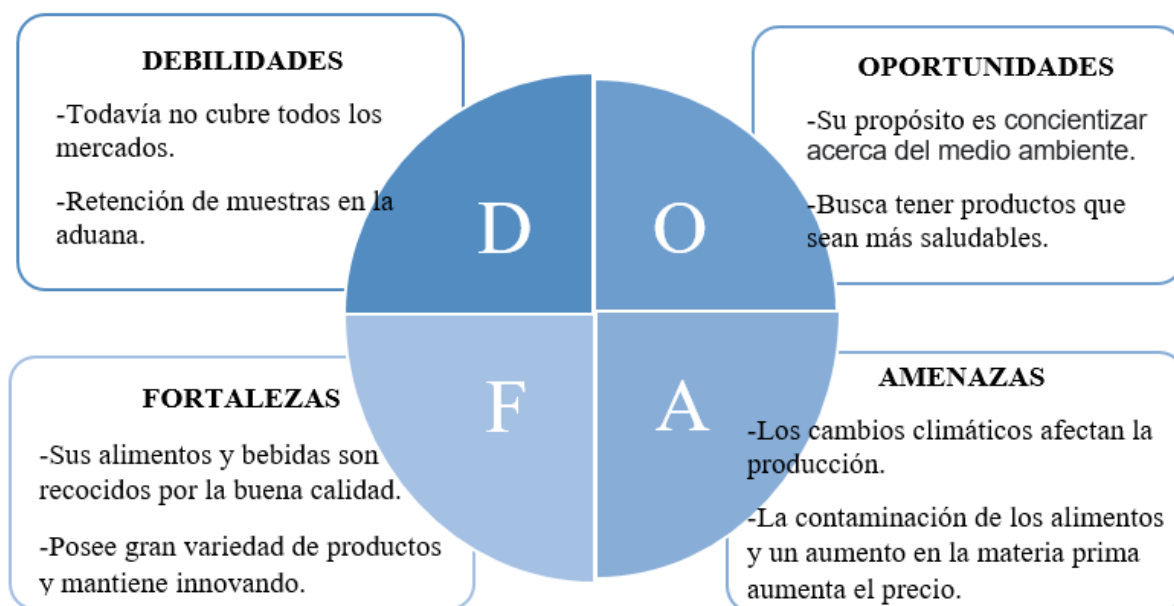 DEBILIDADES
-Todavía no cubre todos los
mercados.
-Retención de muestras en la
aduana.
OPORTUNIDADES
-Su propósito es concientizar
acerca del medio ambiente.
-Busca tener productos que
sean más saludables.
D
O
F
A
FORTALEZAS
-Sus alimentos y bebidas son
recocidos por la buena calidad.
-Posee gran variedad de productos
y mantiene innovando.
AMENAZAS
-Los cambios climáticos afectan la
producción.
-La contaminación de los alimentos
y un aumento en la materia prima
aumenta el precio.